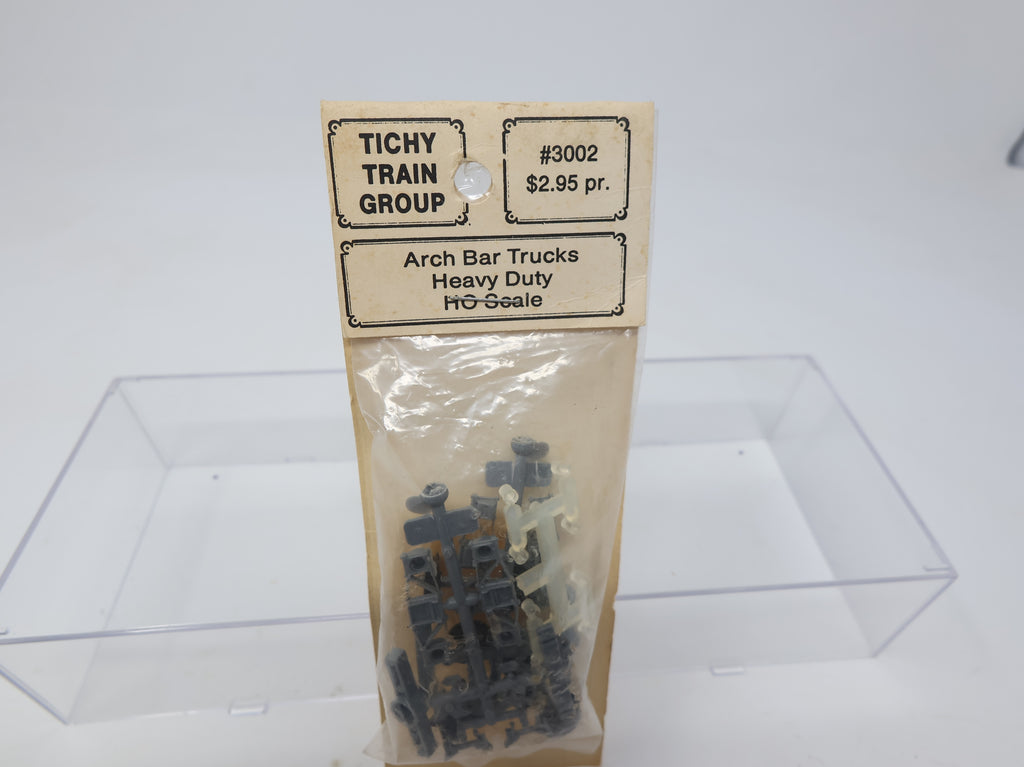 TICHY
TRAIN
GROUP
#3002
$2.95 pr.
Arch Bar Trucks
Heavy Duty
HO Scale